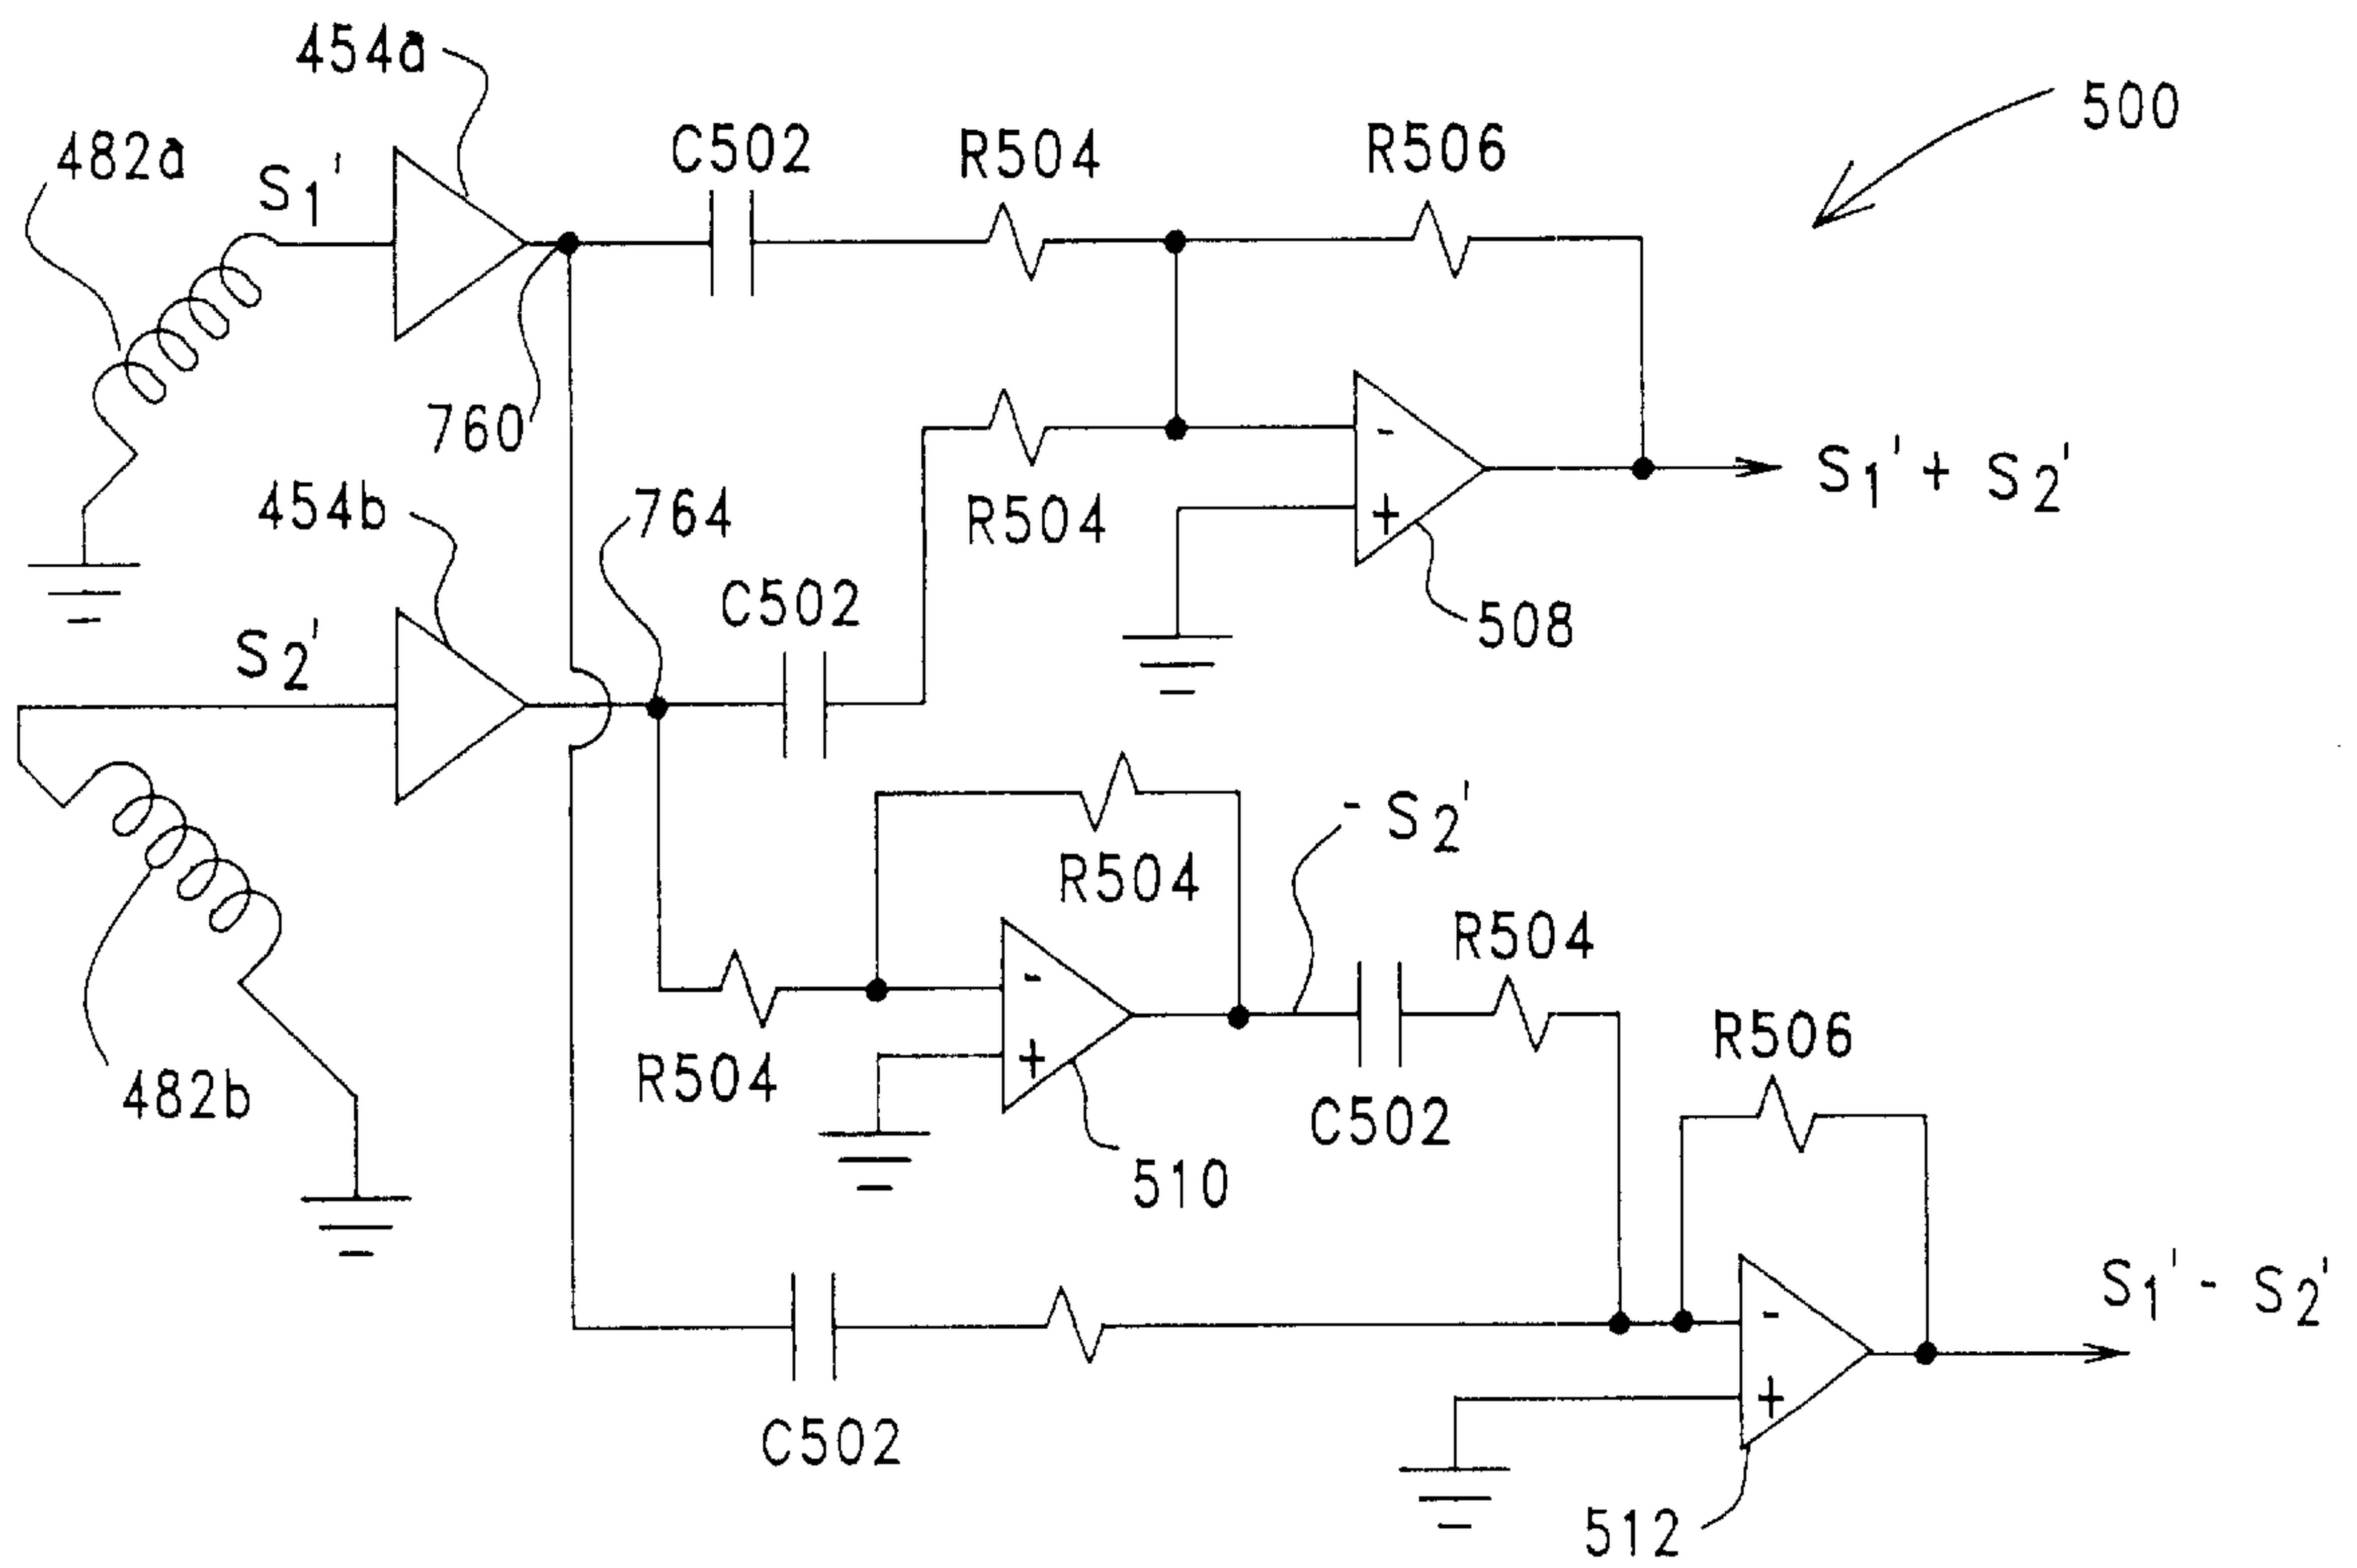 454a
500
C502
R504
R506
482a
S1'
760
454b
764
R504
-
+
S1' + S2'
C502
508
S2'
- S2'
R504
R504
-
+
R504
R506
482b
C502
510
S1' - S2'
-
+
C502
512